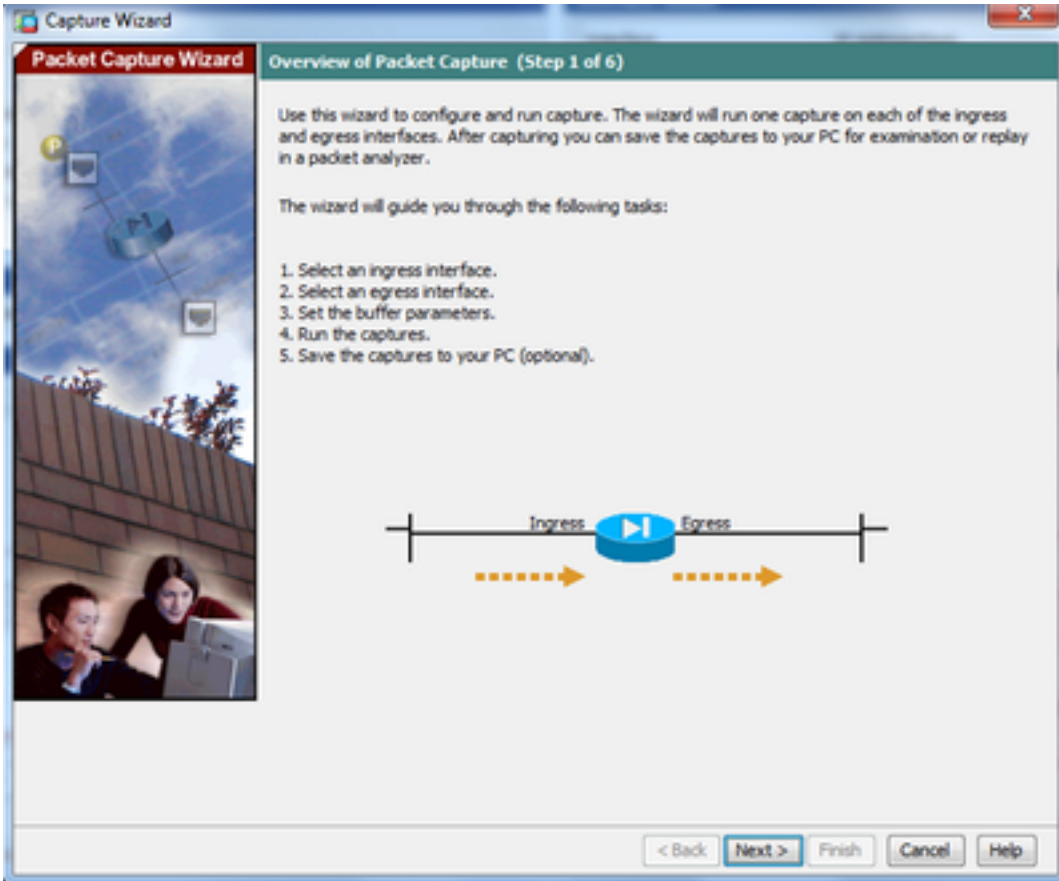 Capture Wizard
Packet Capture Wizard
Overview of Packet Capture (Step 1 of 6)
Use this wizard to configure and run capture. The wizard will run one capture on each of the ingress
and egress interfaces. After capturing you can save the captures to your PC for examination or replay
in a packet analyzer.
The wizard will guide you through the following tasks:
1. Select an ingress interface.
2. Select an egress interface.
3. Set the buffer parameters.
4. Run the captures.
5. Save the captures to your PC (optional).
Ingress
Egress
P
< Back
Next >
Finish
Cancel
Help